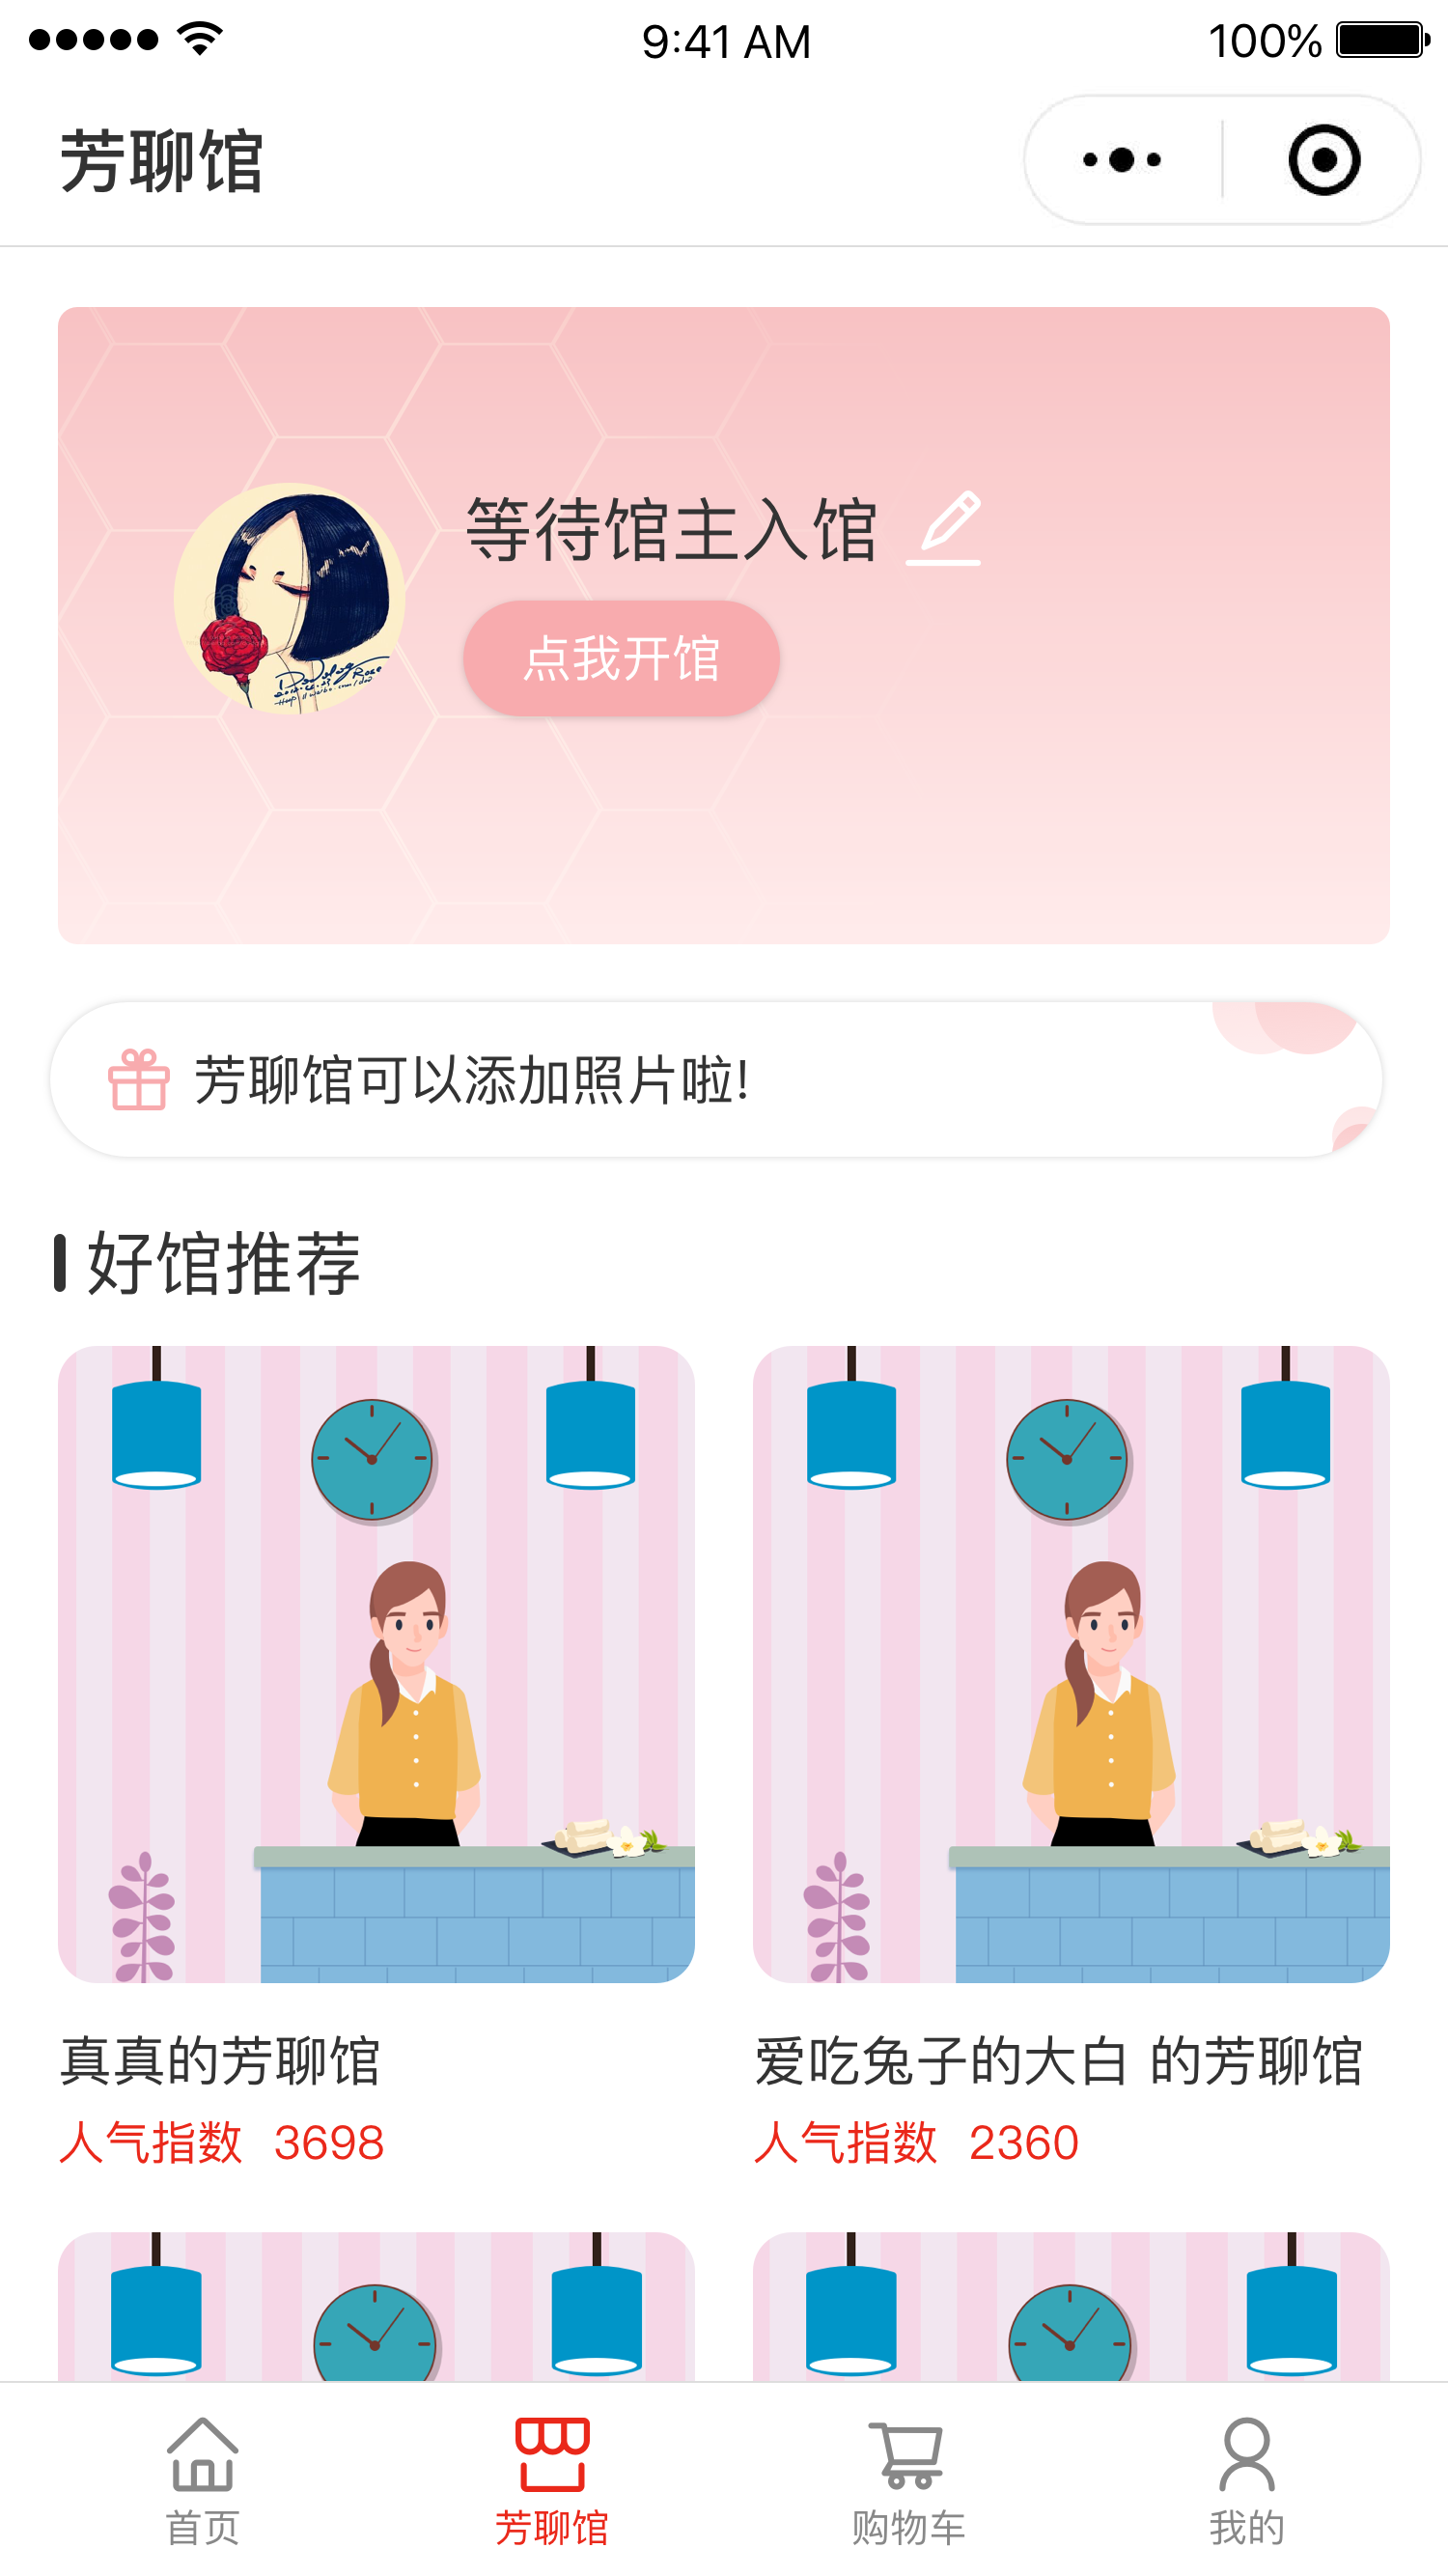 9:41 AM
100%
芳聊馆
等待馆主入馆
点我开馆
芳聊馆可以添加照片啦!
好馆推荐
真真的芳聊馆
人气指数 3698
爱吃兔子的大白 的芳聊馆
人气指数 2360
首页
芳聊馆
购物车
我的